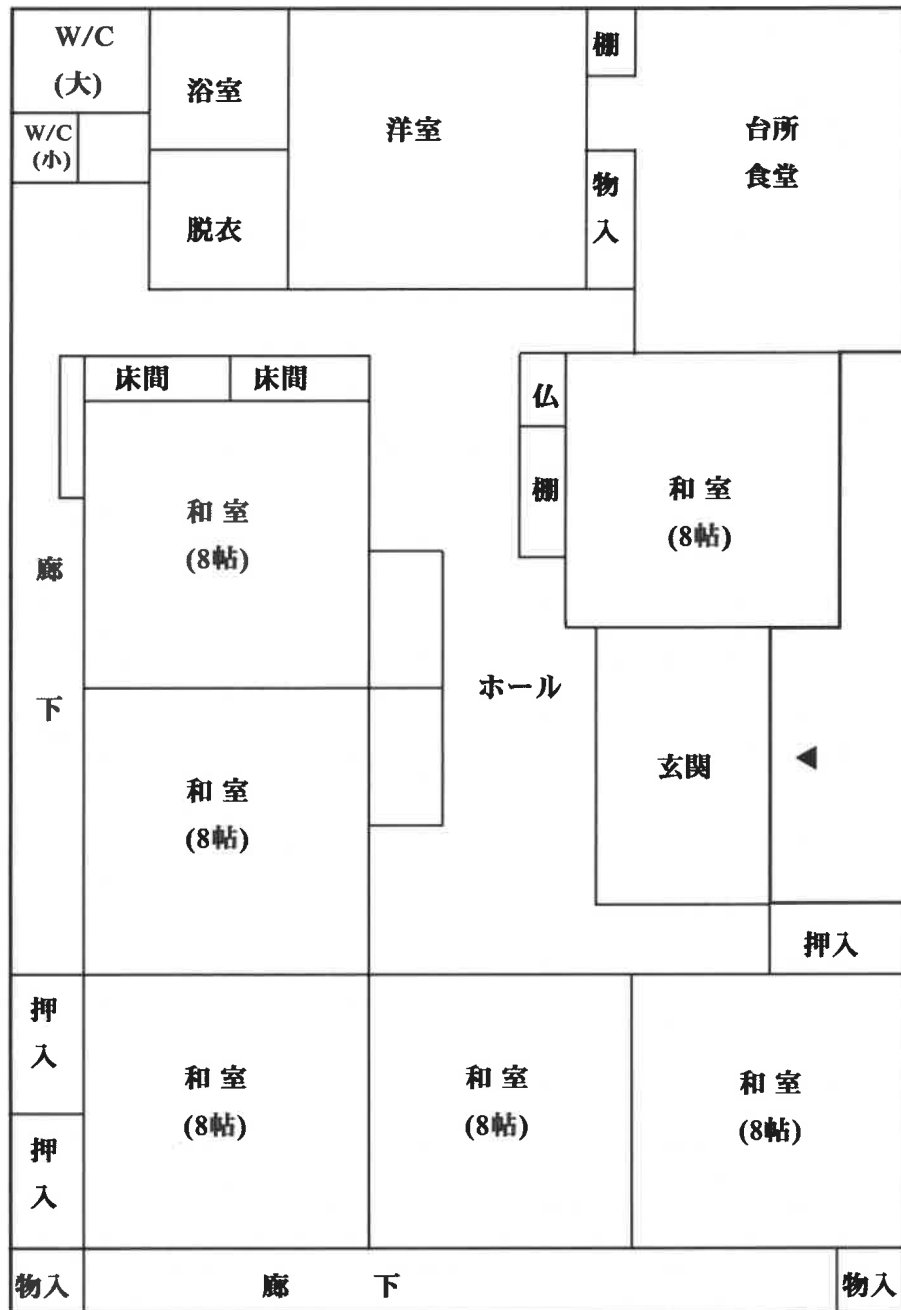 W/C
(大)
浴室
洋室
棚
台所
食堂
W/C
(小)
脱衣
物
入
床間
床間
仏
棚
和室
(8帖)
和室
(8帖)
廊
下
ホール
和室
(8帖)
玄関
押入
押
入
押
入
和室
(8帖)
和室
(8帖)
和室
(8帖)
物入
廊 下
物入